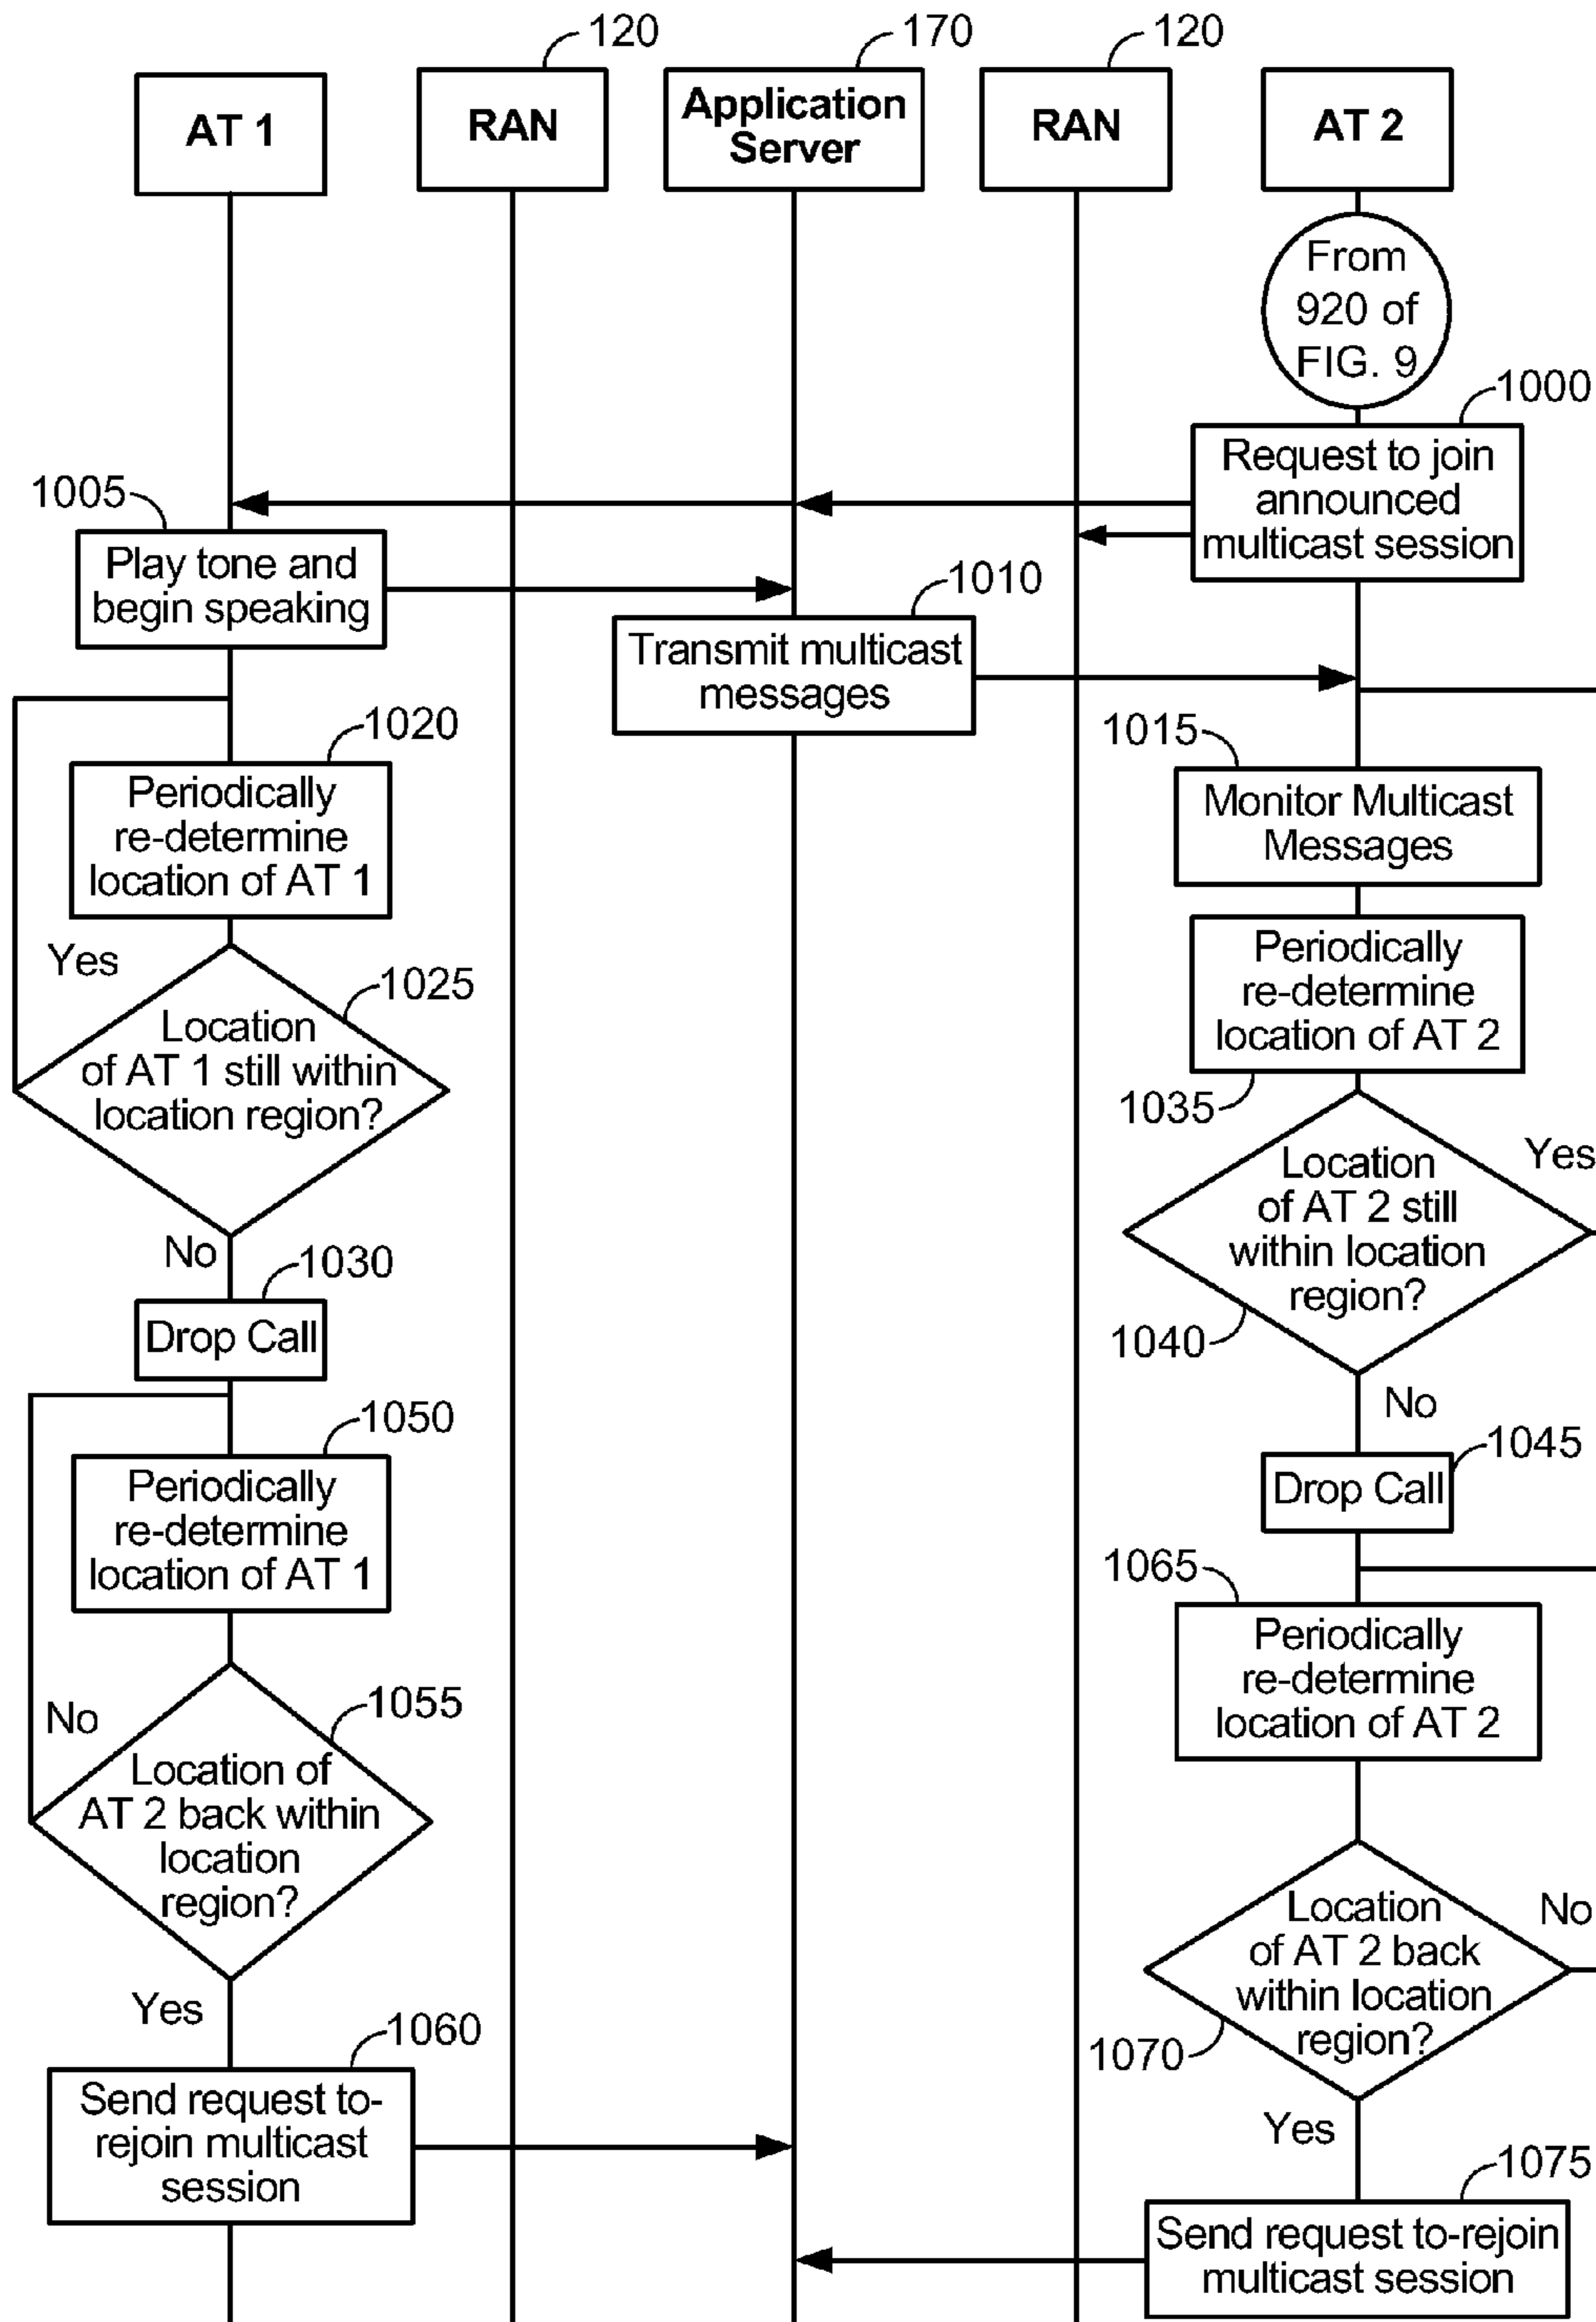 120
170
120
AT 1
RAN
Application
Server
RAN
AT 2
From
920 of
FIG. 9
1000
Request to join
announced
multicast session
1005
Play tone and
begin speaking
1010
Transmit multicast
messages
1020
Periodically
re-determine
location of AT 1
1015
Monitor Multicast
Messages
Yes
1025
Location
of AT 1 still within
location region?
No
Periodically
re-determine
location of AT 2
1035
Yes
Location
of AT 2 still
within location
region?
1040
No
1030
Drop Call
1050
Periodically
re-determine
location of AT 1
1045
Drop Call
1065
Periodically
re-determine
location of AT 2
No
1055
Location of
AT 2 back within
location
region?
Yes
No
Location
of AT 2 back
within location
region?
1070
Yes
1060
Send request to-
rejoin multicast
session
1075
Send request to-rejoin
multicast session